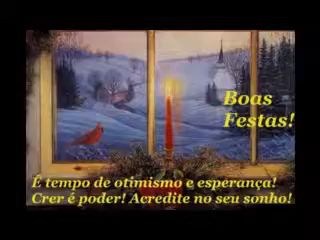 Boas
Festas!
É tempo de otimismo e esperança!
Crer é poder! Acredite no seu sonho!